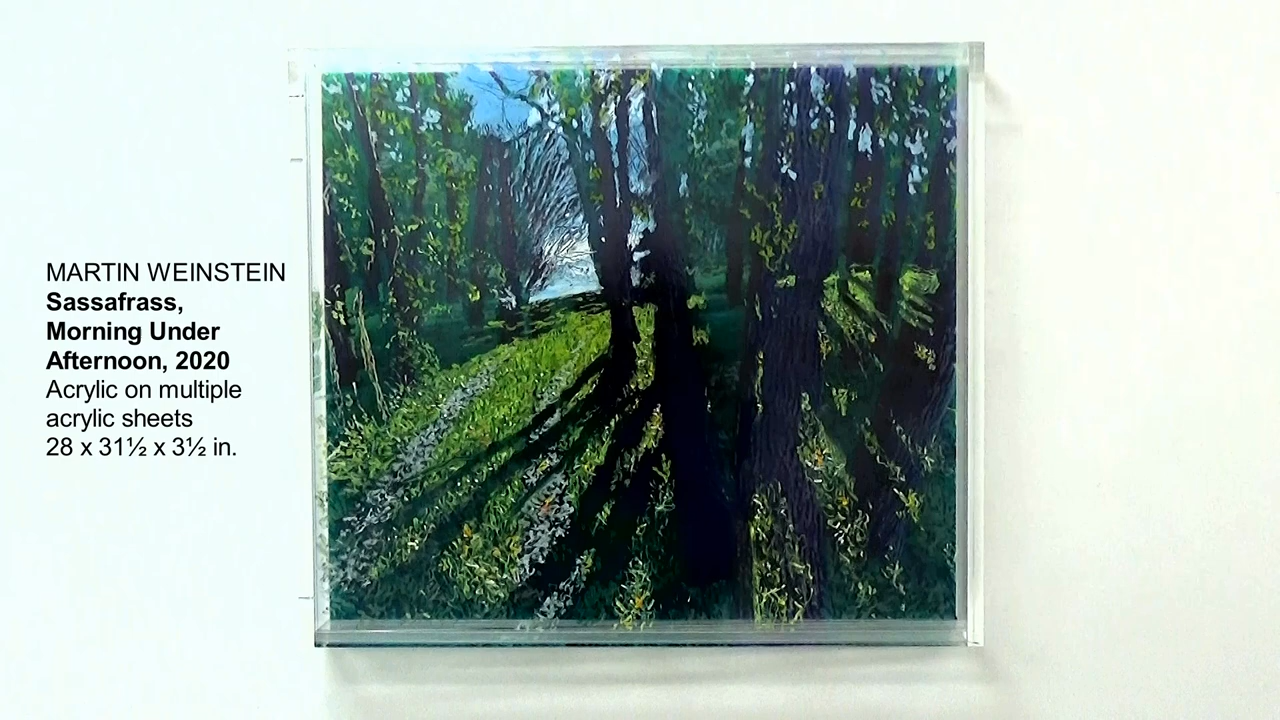 MARTIN WEINSTEIN
Sassafrass,
Morning Under
Afternoon, 2020
Acrylic on multiple
acrylic sheets
28 x 31½ x 3½ in.